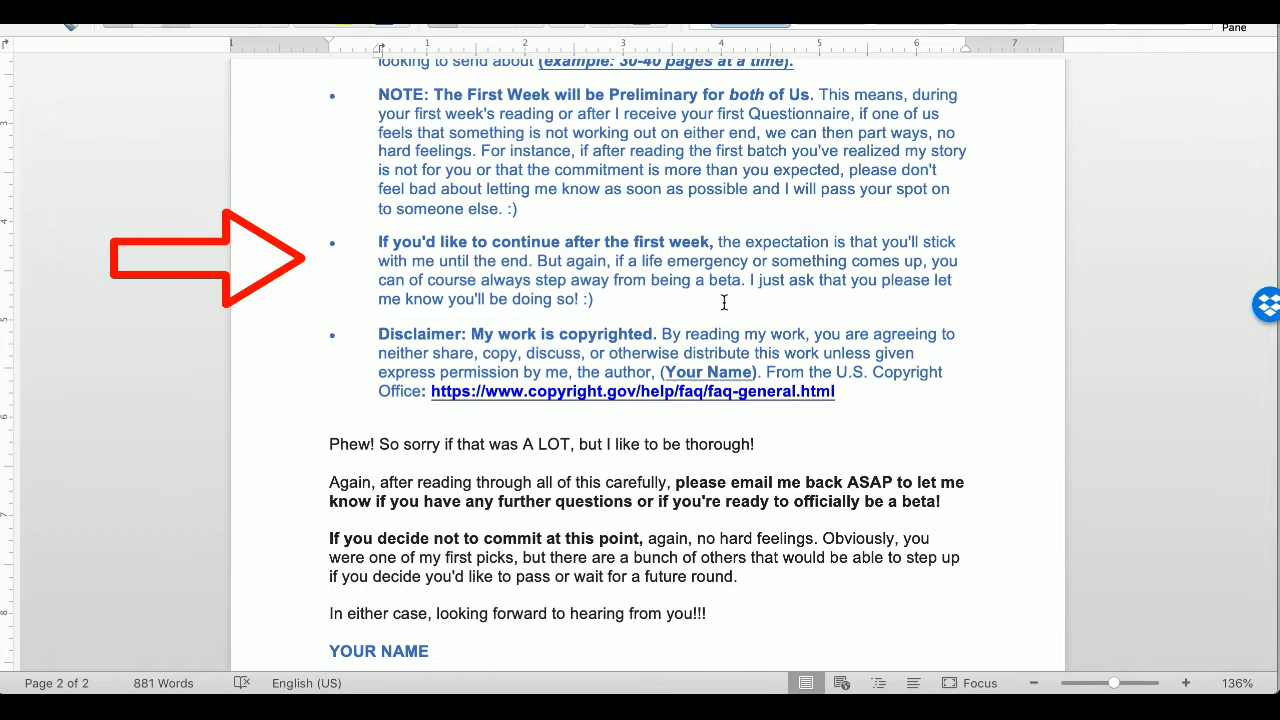 Pane
1 1 2 3 4 5 6 7
looking to send about (example: 30-40 pages at a time).
• NOTE: The First Week will be Preliminary for both of Us. This means, during
your first week's reading or after I receive your first Questionnaire, if one of us
feels that something is not working out on either end, we can then part ways, no
hard feelings. For instance, if after reading the first batch you've realized my story
is not for you or that the commitment is more than you expected, please don't
feel bad about letting me know as soon as possible and I will pass your spot on
to someone else. :)
• If you'd like to continue after the first week, the expectation is that you'll stick
with me until the end. But again, if a life emergency or something comes up, you
can of course always step away from being a beta. I just ask that you please let
me know you'll be doing so! :)
• Disclaimer: My work is copyrighted. By reading my work, you are agreeing to
neither share, copy, discuss, or otherwise distribute this work unless given
express permission by me, the author, (Your Name). From the U.S. Copyright
Office: https://www.copyright.gov/help/faq/faq-general.html
Phew! So sorry if that was A LOT, but I like to be thorough!
Again, after reading through all of this carefully, please email me back ASAP to let me
know if you have any further questions or if you're ready to officially be a beta!
If you decide not to commit at this point, again, no hard feelings. Obviously, you
were one of my first picks, but there are a bunch of others that would be able to step up
if you decide you'd like to pass or wait for a future round.
In either case, looking forward to hearing from you!!!
YOUR NAME
3
4
5
6
7
8
Page 2 of 2 881 Words English (US) Focus 136%